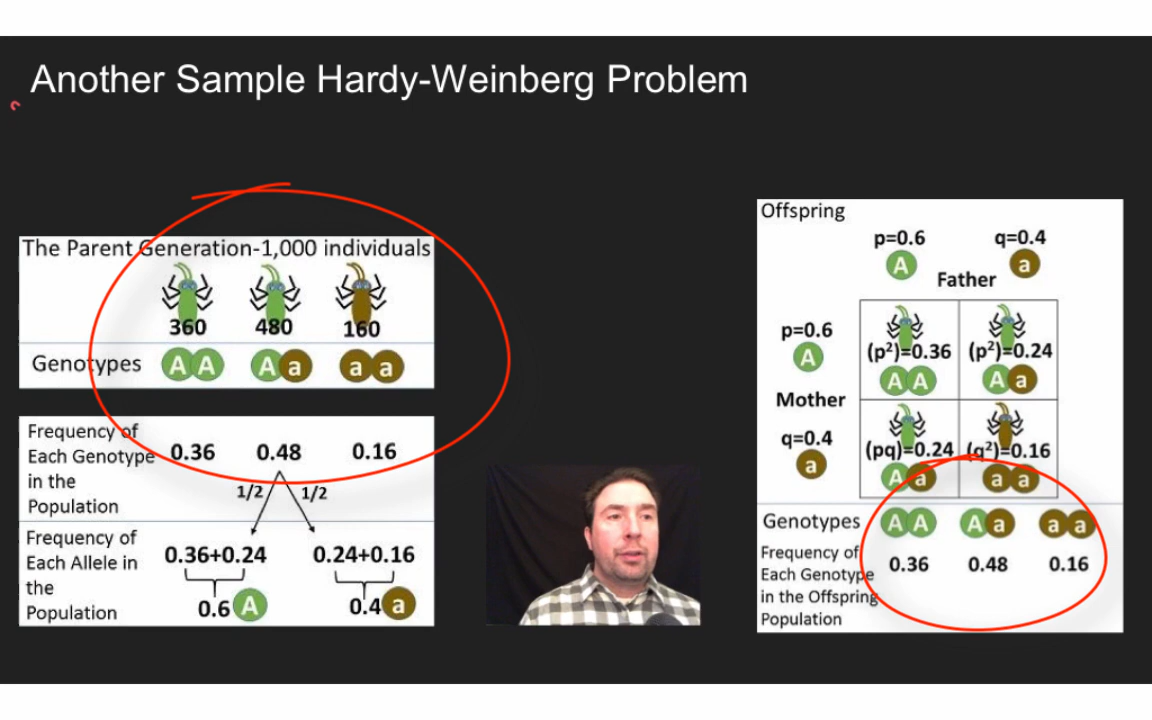 Another Sample Hardy-Weinberg Problem
The Parent Generation-1,000 individuals
360 480 160
Genotypes A A A a a a
Frequency of
Each Genotype
in the
Population
0.36 0.48 0.16
1/2 1/2
Frequency of
Each Allele in
the
Population
0.36+0.24 0.24+0.16
0.6 A 0.4 a
Offspring
p=0.6 q=0.4
A a
Father
p=0.6
A
Mother
q=0.4
a
(p²)=0.36 (p²)=0.24
A A A a
(pq)=0.24 (q²)=0.16
A a a a
Genotypes A A A a a a
Frequency of
Each Genotype
in the Offspring
Population
0.36 0.48 0.16